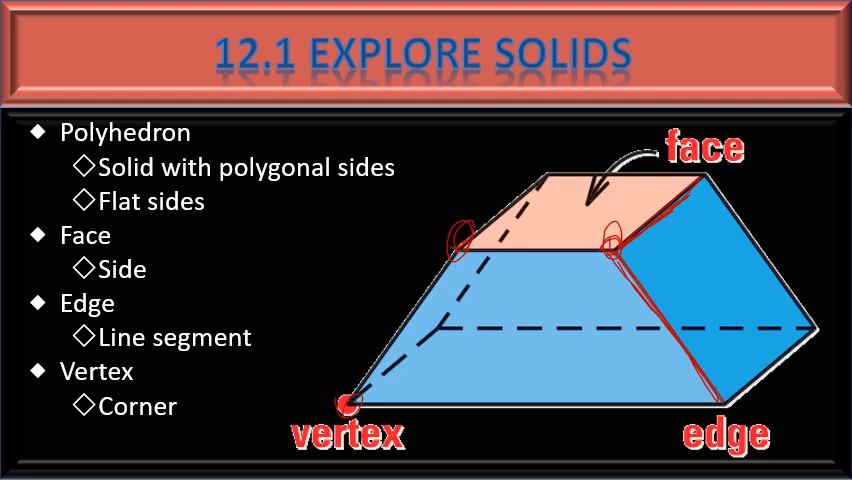 12.1 EXPLORE SOLIDS
Polyhedron
Solid with polygonal sides
Flat sides
Face
Side
Edge
Line segment
Vertex
Corner
face
vertex
edge